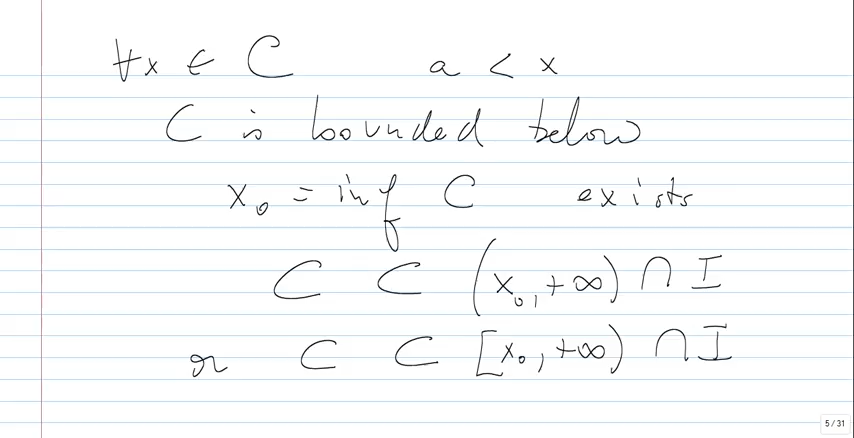 ∀x ∈ C a < x
C is bounded below
x₀ = inf C exists
C ⊂ (x₀, +∞) ∩ I
or C ⊂ [x₀, +∞) ∩ I
5 / 31